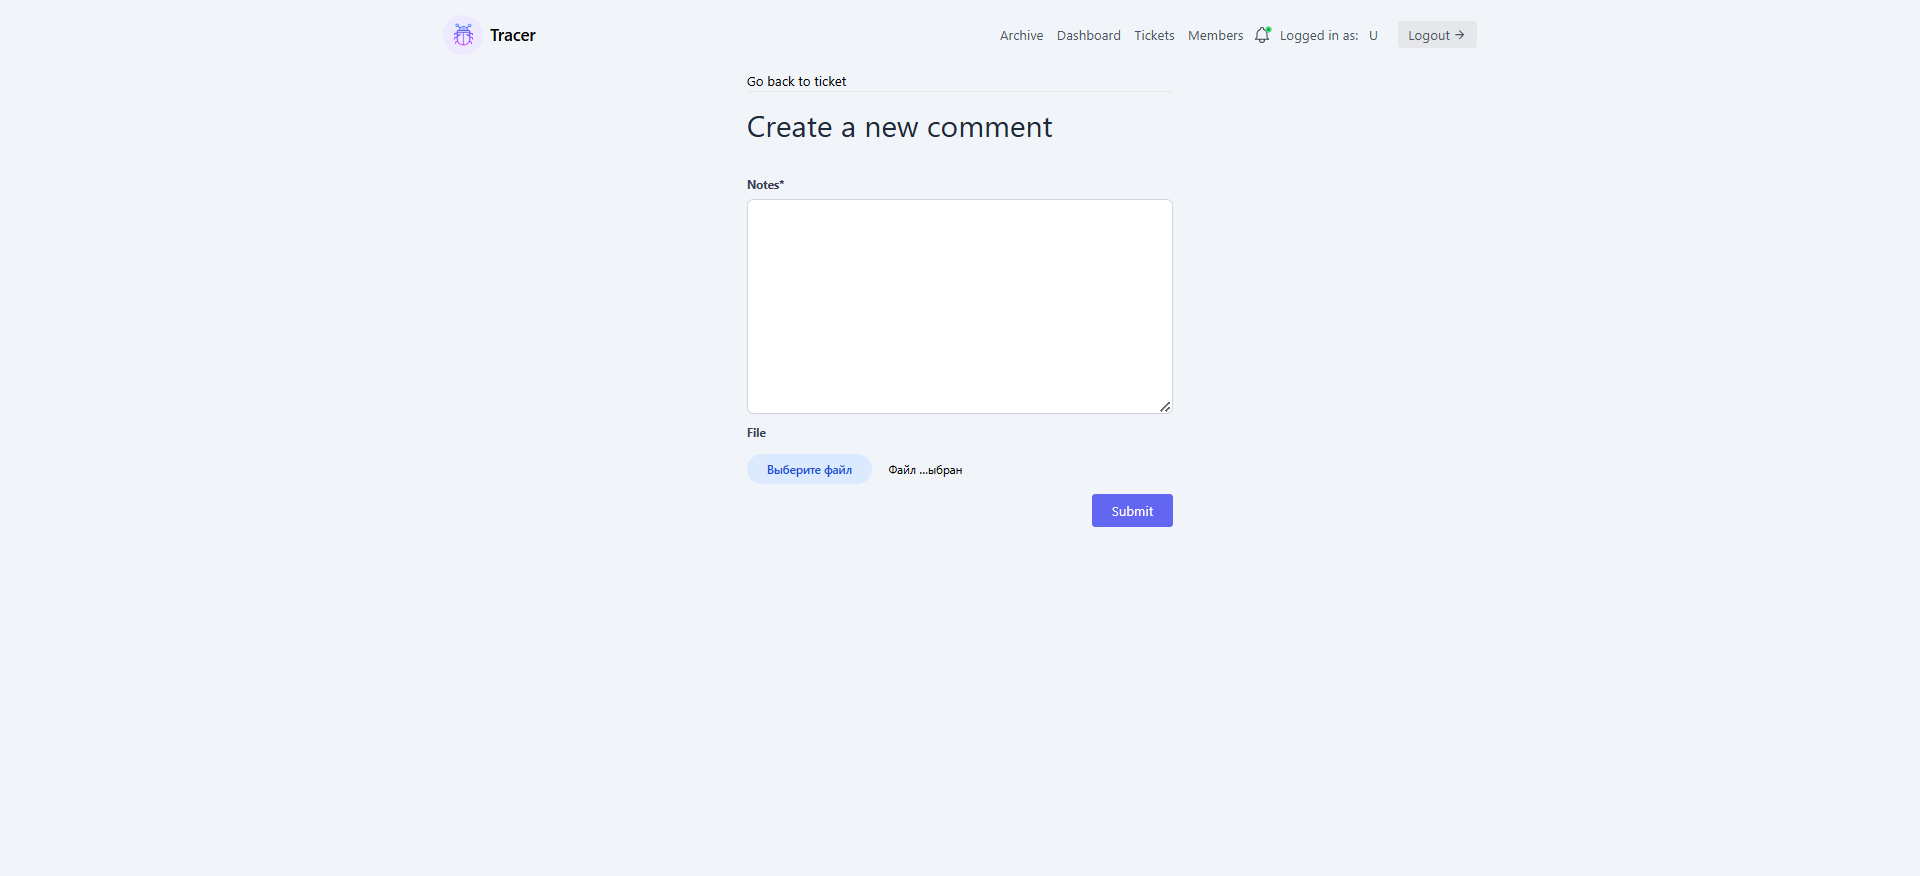 Tracer
Archive Dashboard Tickets Members Logged in as: U Logout →
Go back to ticket
Create a new comment
Notes*
File
Выберите файл Файл ...ыбран
Submit